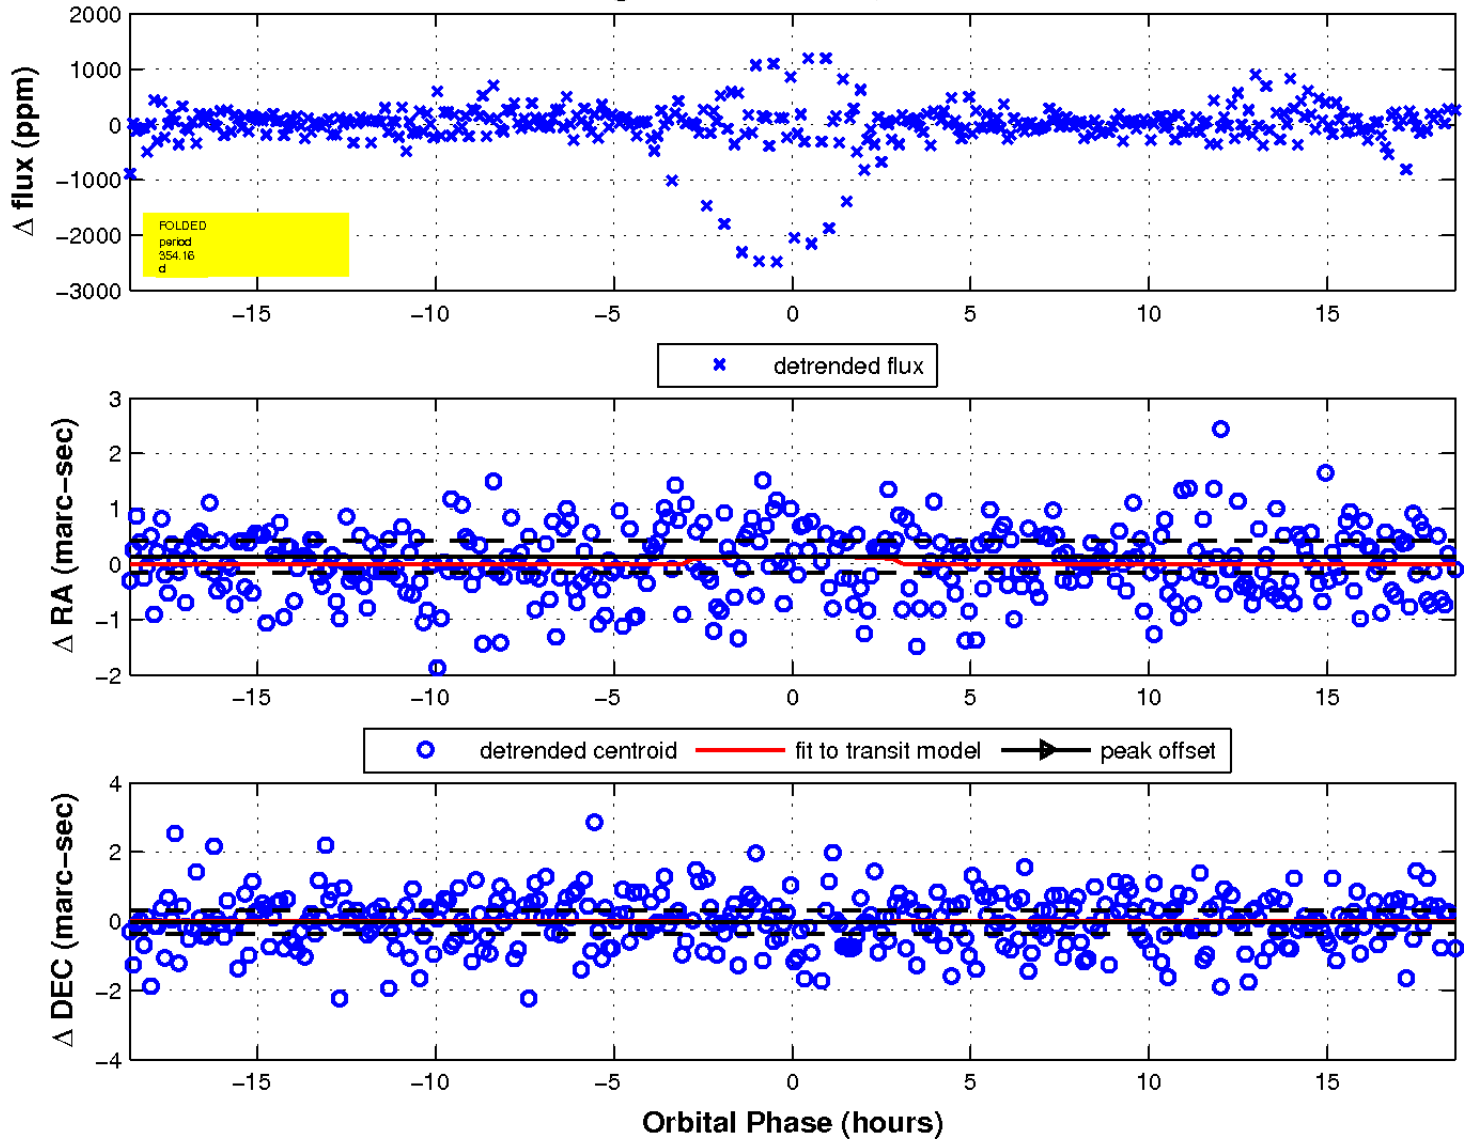 2000
1000
0
−1000
−2000
−3000
Δ flux (ppm)
FOLDED
period
354.16
d
−15 −10 −5 0 5 10 15
detrended flux
3
2
1
0
−1
−2
Δ RA (marc−sec)
−15 −10 −5 0 5 10 15
detrended centroid fit to transit model peak offset
4
2
0
−2
−4
Δ DEC (marc−sec)
−15 −10 −5 0 5 10 15
Orbital Phase (hours)